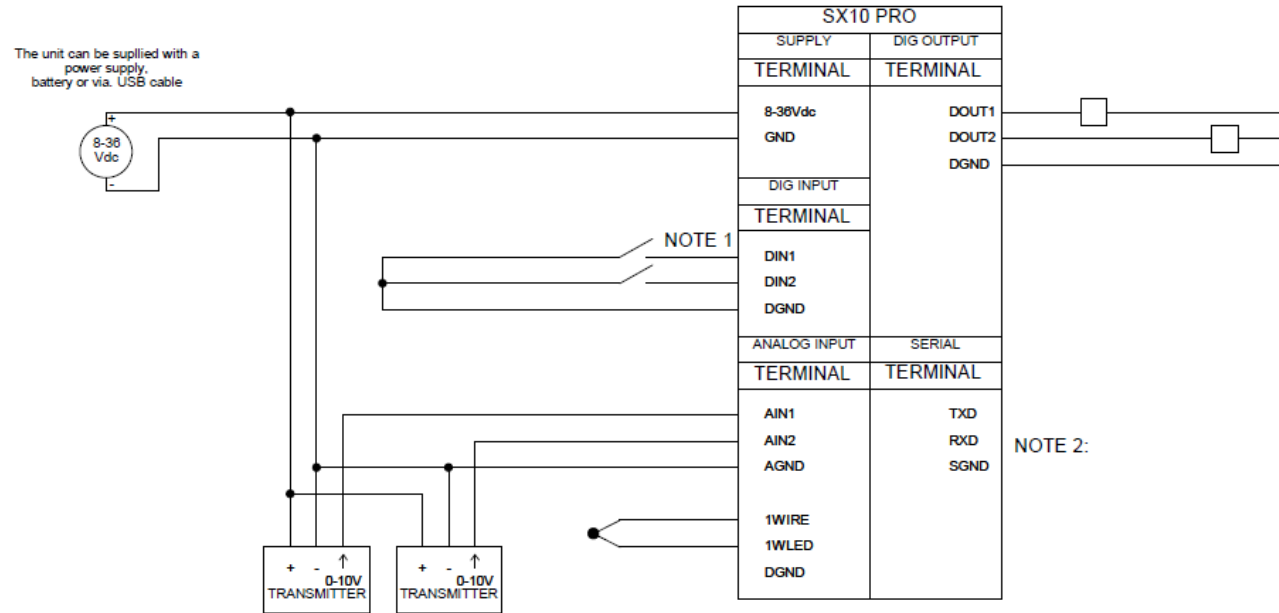 The unit can be supllied with a
power supply,
battery or via. USB cable
+
8-36
Vdc
-
SX10 PRO
SUPPLY
DIG OUTPUT
TERMINAL
TERMINAL
8-36Vdc
GND
DOUT1
DOUT2
DGND
DIG INPUT
TERMINAL
NOTE 1
DIN1
DIN2
DGND
ANALOG INPUT
SERIAL
TERMINAL
TERMINAL
AIN1
AIN2
AGND
TXD
RXD
SGND
NOTE 2:
1WIRE
1WLED
DGND
+ -
0-10V
TRANSMITTER
+ -
0-10V
TRANSMITTER